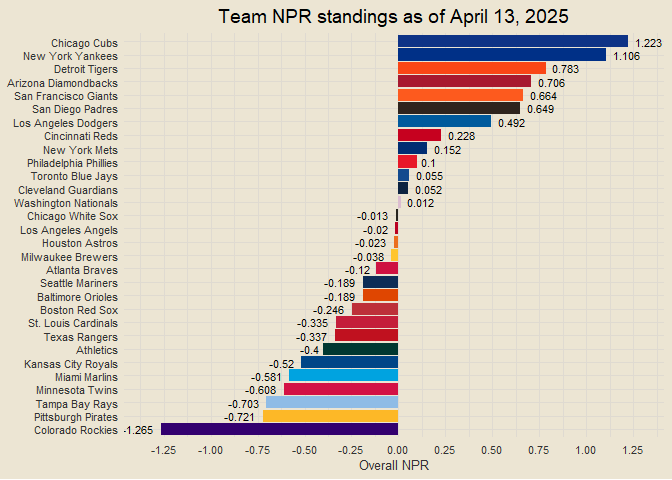 Team NPR standings as of April 13, 2025
Chicago Cubs 1.223
New York Yankees 1.106
Detroit Tigers 0.783
Arizona Diamondbacks 0.706
San Francisco Giants 0.664
San Diego Padres 0.649
Los Angeles Dodgers 0.492
Cincinnati Reds 0.228
New York Mets 0.152
Philadelphia Phillies 0.1
Toronto Blue Jays 0.055
Cleveland Guardians 0.052
Washington Nationals 0.012
Chicago White Sox -0.013
Los Angeles Angels -0.02
Houston Astros -0.023
Milwaukee Brewers -0.038
Atlanta Braves -0.12
Seattle Mariners -0.189
Baltimore Orioles -0.189
Boston Red Sox -0.246
St. Louis Cardinals -0.335
Texas Rangers -0.337
Athletics -0.4
Kansas City Royals -0.52
Miami Marlins -0.581
Minnesota Twins -0.608
Tampa Bay Rays -0.703
Pittsburgh Pirates -0.721
Colorado Rockies -1.265
-1.25 -1.00 -0.75 -0.50 -0.25 0.00 0.25 0.50 0.75 1.00 1.25
Overall NPR